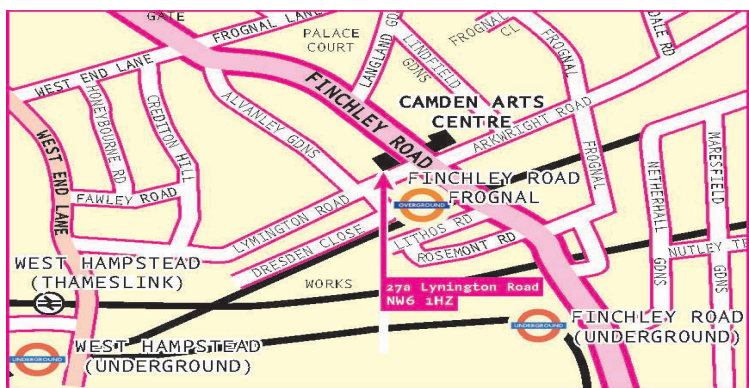 GATE
FROGNAL LANE
PALACE
COURT
LANGLAND GD
LINDFIELD
GDNS
FROGNAL
CL
FROGNAL
DALE RD
WEST END LANE
HONEYBOURNE RD
CREDITON HILL
ALVANLEY GDNS
FINCHLEY ROAD
CAMDEN ARTS
CENTRE
ARKWRIGHT ROAD
WEST END LANE
FAWLEY ROAD
LYMINGTON ROAD
DRESDEN CLOSE
FINCHLEY ROAD
FROGNAL
OVERGROUND
FROGNAL
NETHERHALL
GDNS
MARESFIELD
GDNS
LITHOS RD
ROSEMONT RD
NUTLEY TE
WEST HAMPSTEAD
(THAMESLINK)
WORKS
27a Lymington Road
NW6 1HZ
UNDERGROUND
FINCHLEY ROAD
(UNDERGROUND)
UNDERGROUND
WEST HAMPSTEAD
(UNDERGROUND)